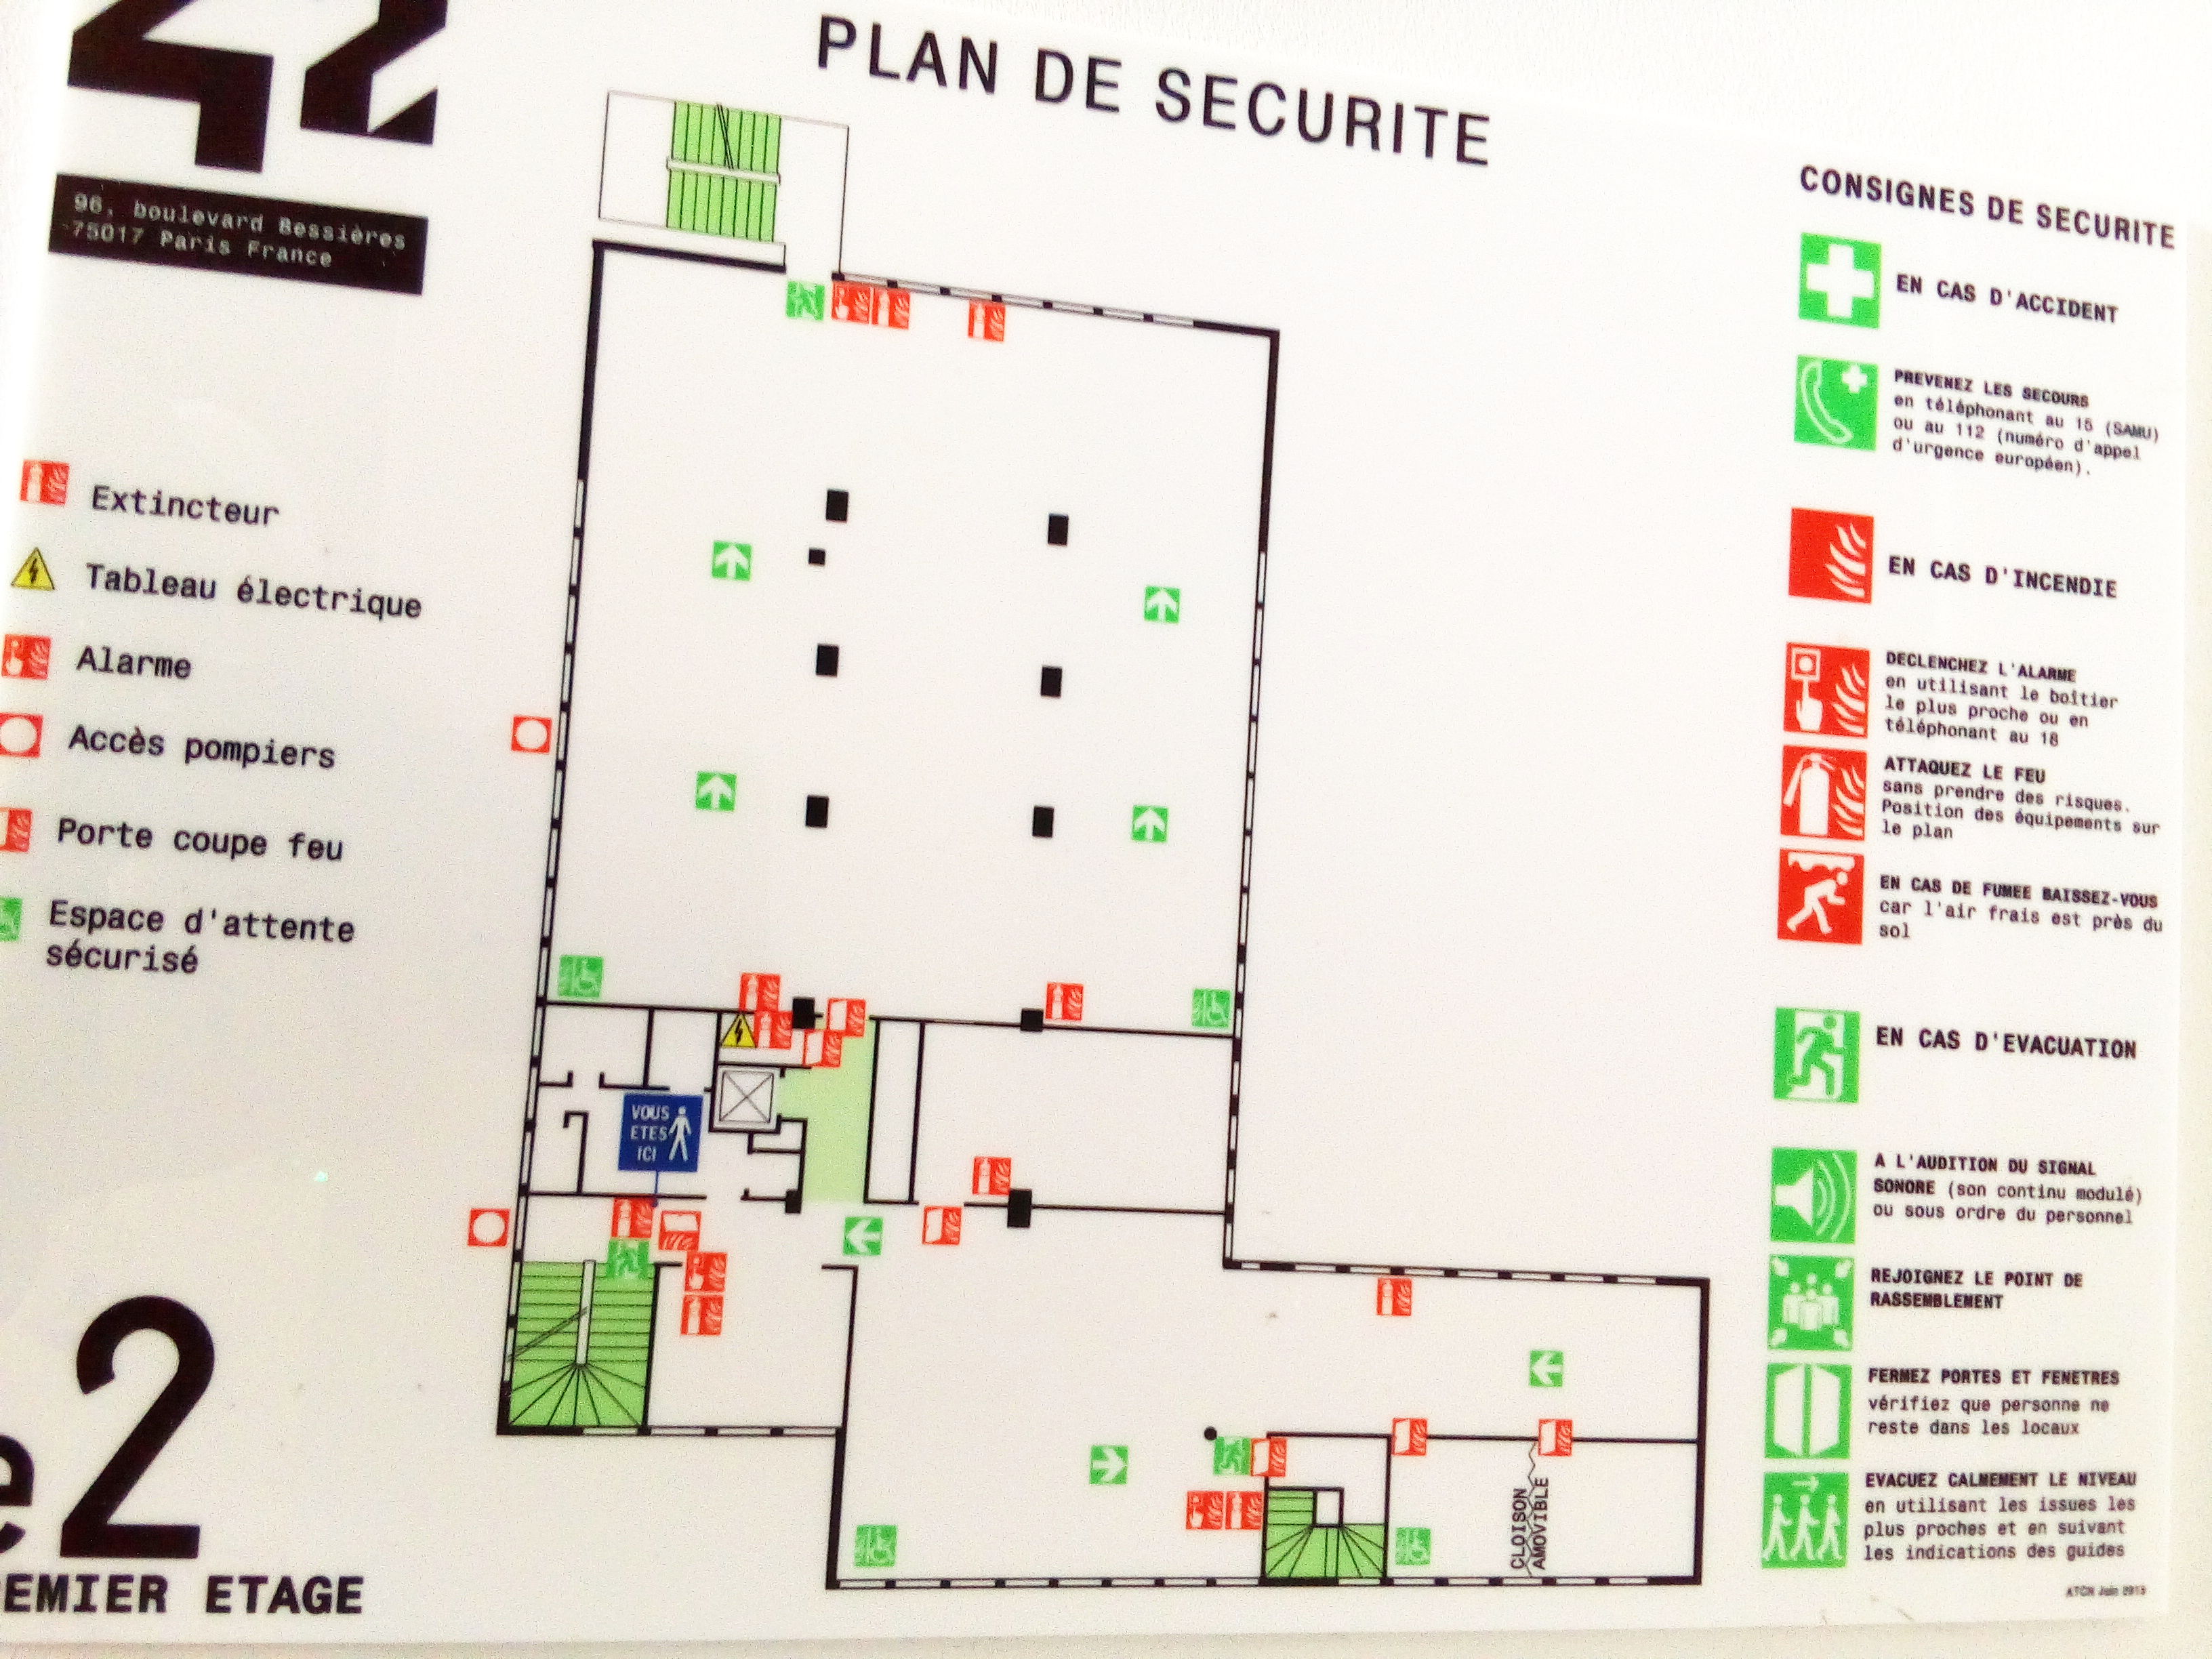 42
PLAN DE SECURITE
96, boulevard Bessières
75017 Paris France
Extincteur
Tableau électrique
Alarme
Accès pompiers
Porte coupe feu
Espace d'attente
sécurisé
e2
EMIER ETAGE
VOUS
ETES
ICI
CLOISON
AMOVIBLE
CONSIGNES DE SECURITE
EN CAS D'ACCIDENT
PREVENEZ LES SECOURS
en téléphonant au 15 (SAMU)
ou au 112 (numéro d'appel
d'urgence européen).
EN CAS D'INCENDIE
DECLENCHEZ L'ALARME
en utilisant le boîtier
le plus proche ou en
téléphonant au 18
ATTAQUEZ LE FEU
sans prendre des risques.
Position des équipements sur
le plan
EN CAS DE FUMEE BAISSEZ-VOUS
car l'air frais est près du
sol
EN CAS D'EVACUATION
A L'AUDITION DU SIGNAL
SONORE (son continu modulé)
ou sous ordre du personnel
REJOIGNEZ LE POINT DE
RASSEMBLEMENT
FERMEZ PORTES ET FENETRES
vérifiez que personne ne
reste dans les locaux
EVACUEZ CALMEMENT LE NIVEAU
en utilisant les issues les
plus proches et en suivant
les indications des guides
Juin